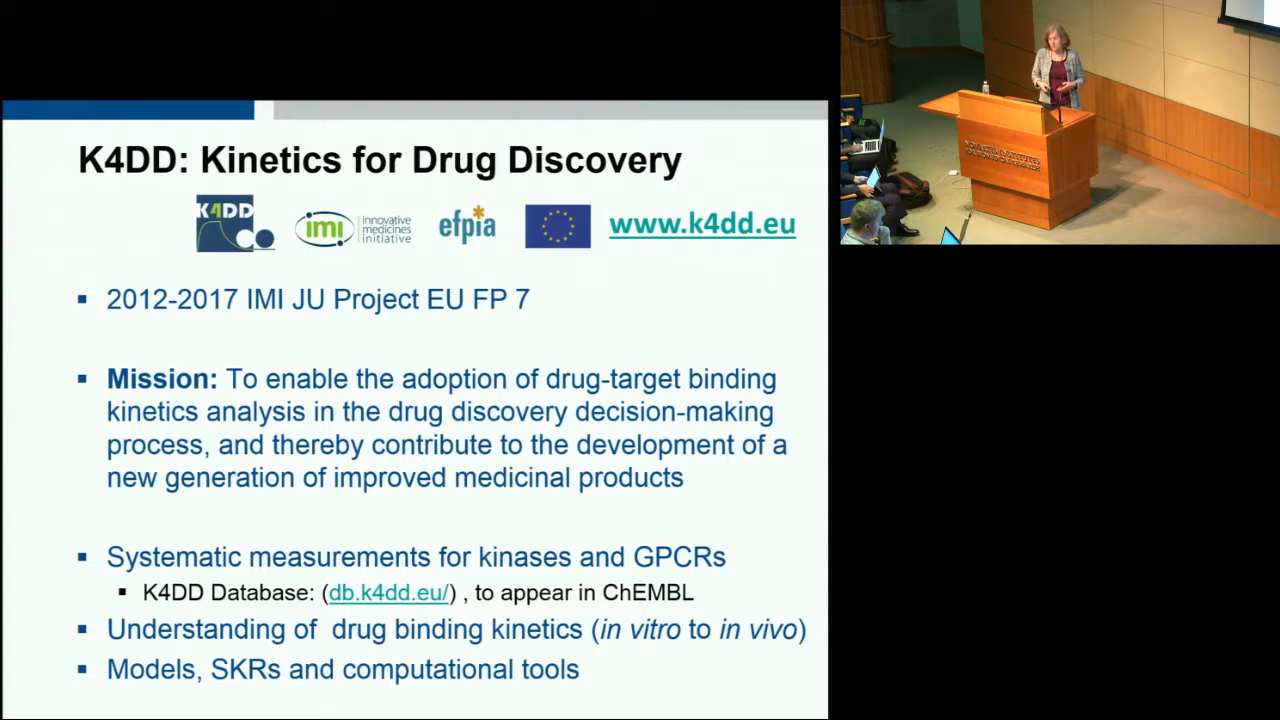 K4DD: Kinetics for Drug Discovery
K4DD
imi innovative medicines initiative
efpia
www.k4dd.eu
▪ 2012-2017 IMI JU Project EU FP 7
▪ Mission: To enable the adoption of drug-target binding
kinetics analysis in the drug discovery decision-making
process, and thereby contribute to the development of a
new generation of improved medicinal products
▪ Systematic measurements for kinases and GPCRs
▪ K4DD Database: (db.k4dd.eu/) , to appear in ChEMBL
▪ Understanding of drug binding kinetics (in vitro to in vivo)
▪ Models, SKRs and computational tools